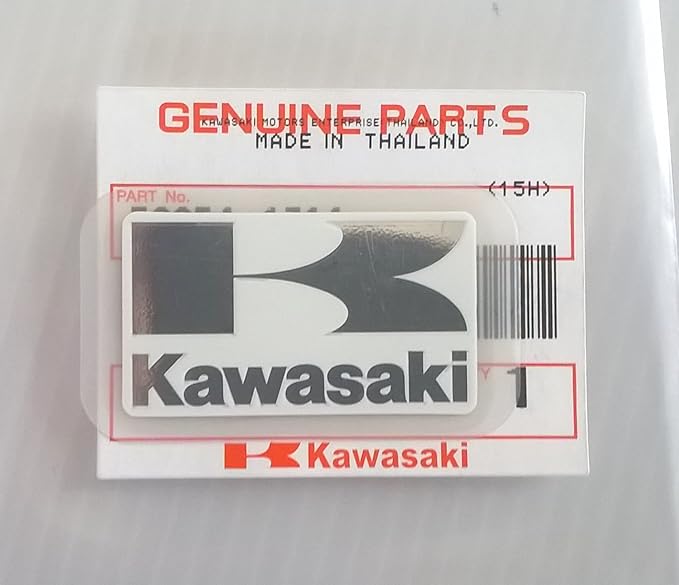 GENUINE PARTS
KAWASAKI MOTORS ENTERPRISE THAILAND CO.,LTD.
MADE IN THAILAND
(15H)
PART No.
Kawasaki
1
Kawasaki